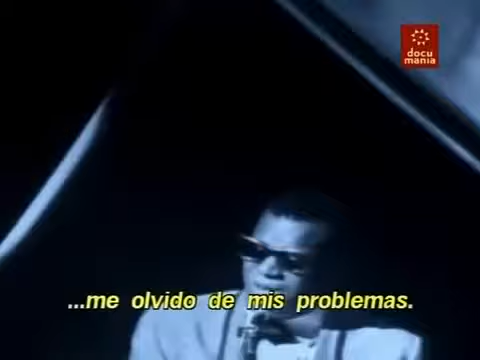 docu
mania
...me olvido de mis problemas.